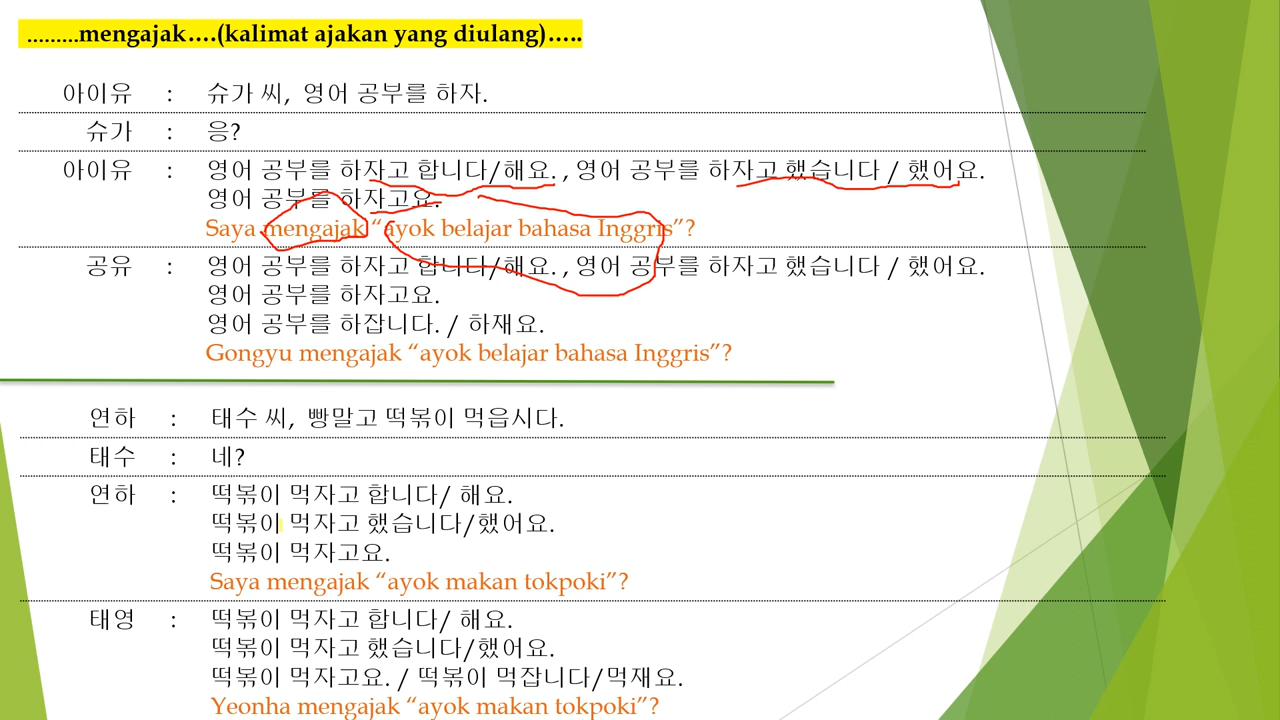 .........mengajak....(kalimat ajakan yang diulang).....
아이유 : 슈가 씨, 영어 공부를 하자.
슈가 : 응?
아이유 : 영어 공부를 하자고 합니다/해요. , 영어 공부를 하자고 했습니다 / 했어요.
영어 공부를 하자고요.
Saya mengajak “ayok belajar bahasa Inggris”?
공유 : 영어 공부를 하자고 합니다/해요. , 영어 공부를 하자고 했습니다 / 했어요.
영어 공부를 하자고요.
영어 공부를 하잡니다. / 하재요.
Gongyu mengajak “ayok belajar bahasa Inggris”?
연하 : 태수 씨, 빵말고 떡볶이 먹읍시다.
태수 : 네?
연하 : 떡볶이 먹자고 합니다/ 해요.
떡볶이 먹자고 했습니다/했어요.
떡볶이 먹자고요.
Saya mengajak “ayok makan tokpoki”?
태영 : 떡볶이 먹자고 합니다/ 해요.
떡볶이 먹자고 했습니다/했어요.
떡볶이 먹자고요. / 떡볶이 먹잡니다/먹재요.
Yeonha mengajak “ayok makan tokpoki”?